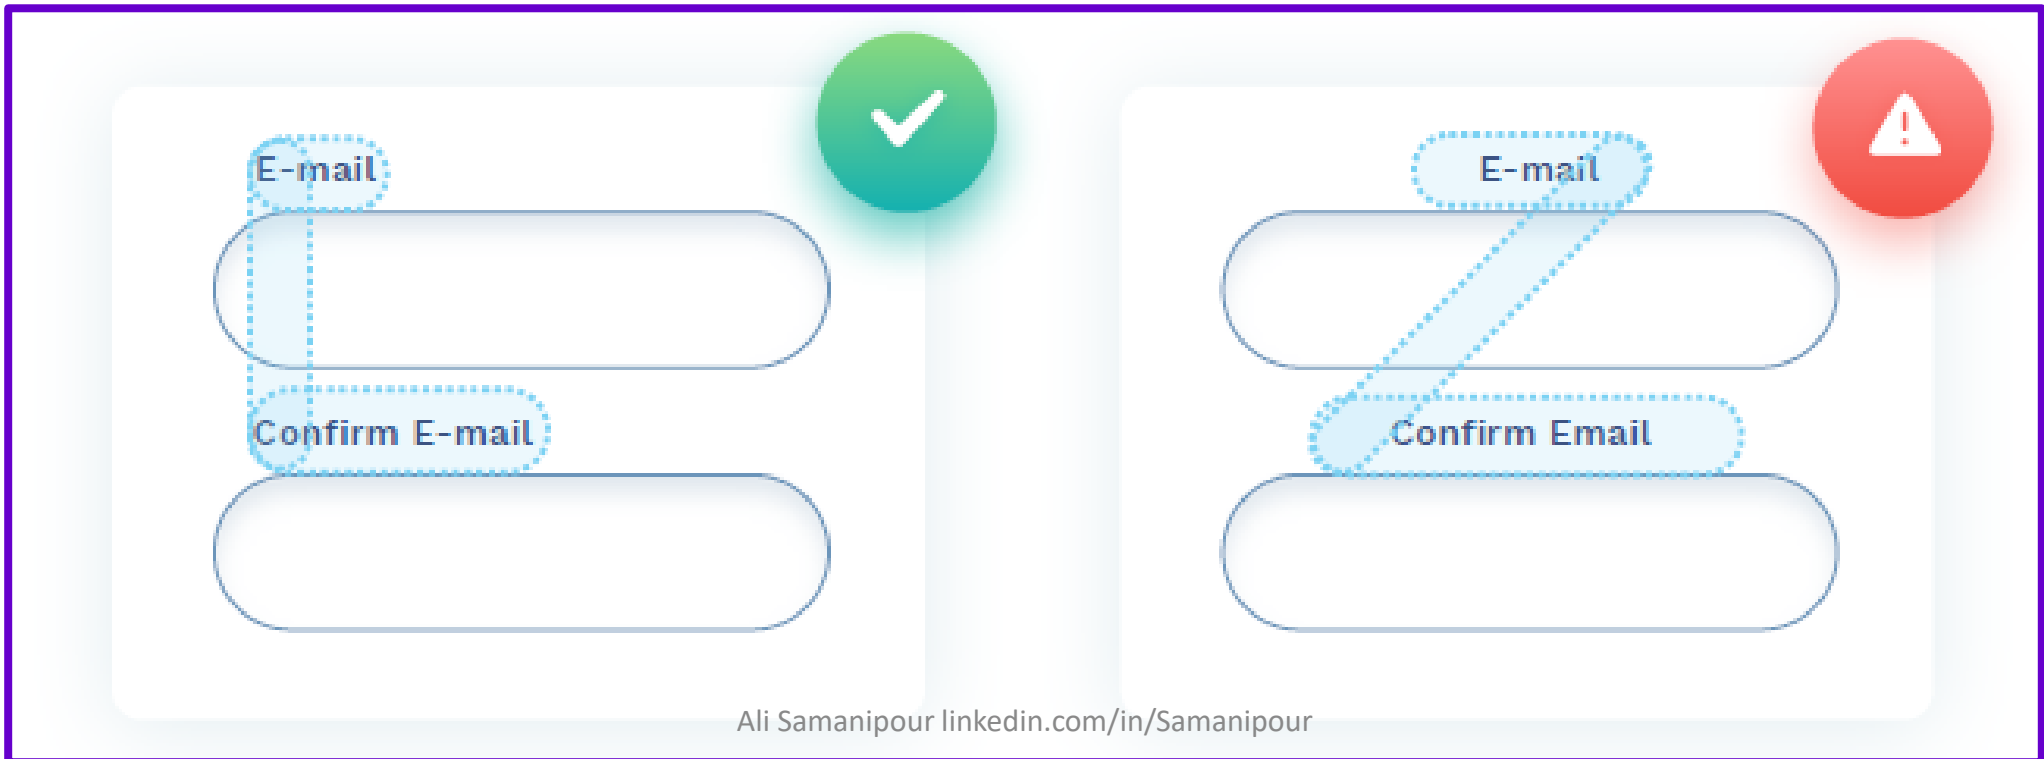 E-mail
Confirm E-mail
E-mail
Confirm Email
Ali Samanipour linkedin.com/in/Samanipour